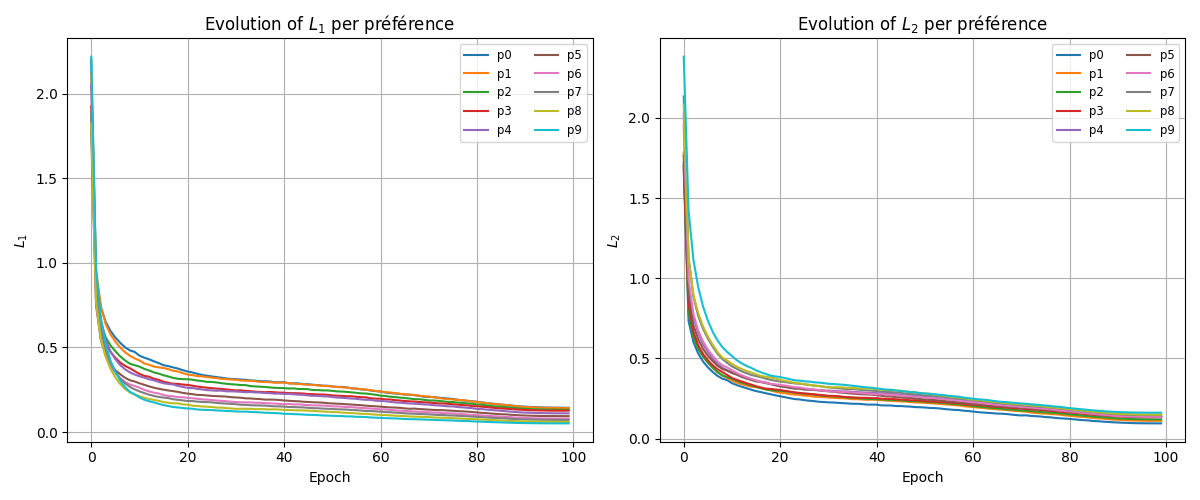 Evolution of L₁ per préférence
2.0
1.5
1.0
0.5
0.0
0 20 40 60 80 100
L₁
Epoch
p0 p5
p1 p6
p2 p7
p3 p8
p4 p9
Evolution of L₂ per préférence
2.0
1.5
1.0
0.5
0.0
0 20 40 60 80 100
L₂
Epoch
p0 p5
p1 p6
p2 p7
p3 p8
p4 p9